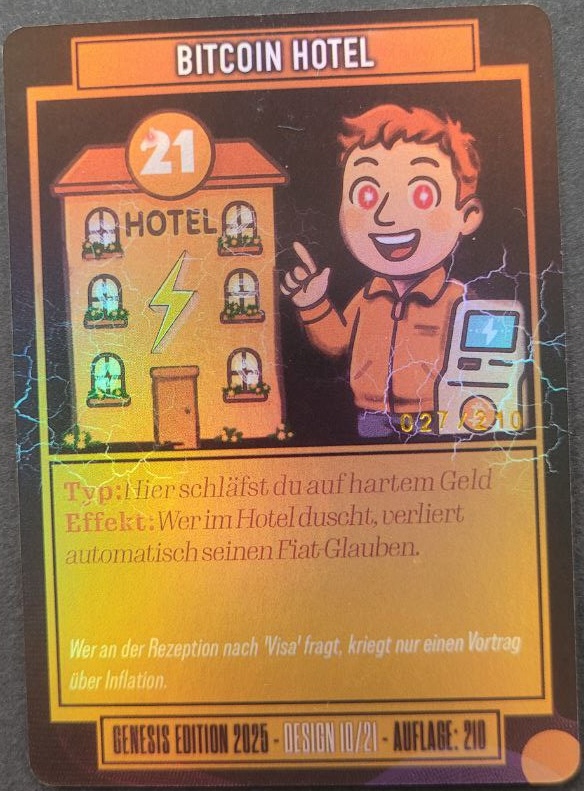 BITCOIN HOTEL
21
HOTEL
027/210
Typ: Hier schläfst du auf hartem Geld
Effekt: Wer im Hotel duscht, verliert
automatisch seinen Fiat Glauben.
Wer an der Rezeption nach 'Visa' fragt, kriegt nur einen Vortrag
über Inflation.
GENESIS EDITION 2025 - DESIGN 10/21 - AUFLAGE: 210